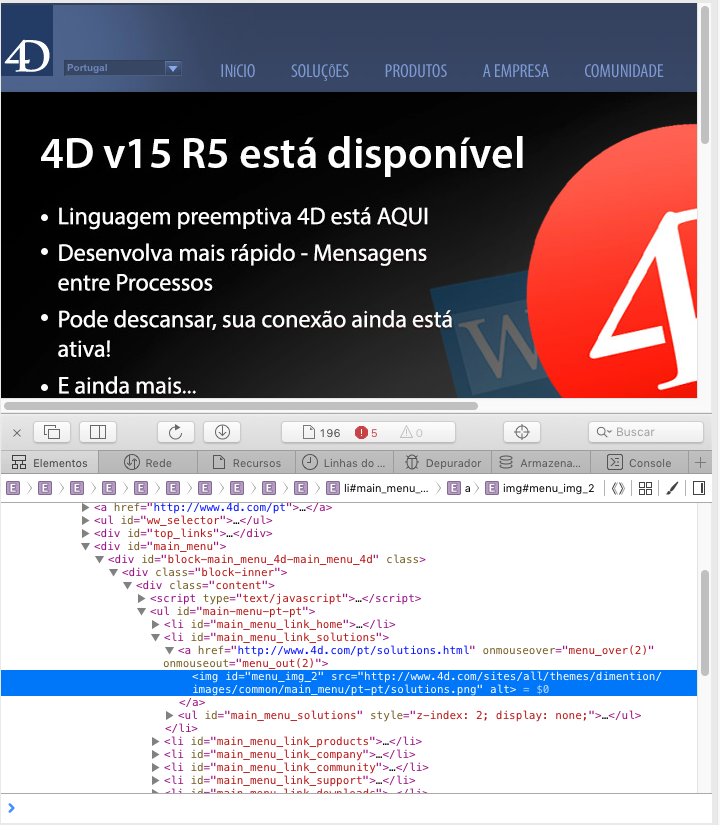 4D
Portugal
INíCIO SOLUÇõES PRODUTOS A EMPRESA COMUNIDADE
4D v15 R5 está disponível
• Linguagem preemptiva 4D está AQUI
• Desenvolva mais rápido - Mensagens
entre Processos
• Pode descansar, sua conexão ainda está
ativa!
• E ainda mais...
W
4D
196 5 0 Buscar
Elementos Rede Recursos Linhas do ... Depurador Armazena... Console
E E E E E E E E E E E li#main_menu_... E a E img#menu_img_2
<a href="http://www.4d.com/pt">…</a>
<ul id="ww_selector">…</ul>
<div id="top_links">…</div>
<div id="main_menu">
<div id="block-main_menu_4d-main_menu_4d" class>
<div class="block-inner">
<div class="content">
<script type="text/javascript">…</script>
<ul id="main-menu-pt-pt">
<li id="main_menu_link_home">…</li>
<li id="main_menu_link_solutions">
<a href="http://www.4d.com/pt/solutions.html" onmouseover="menu_over(2)"
onmouseout="menu_out(2)">
<img id="menu_img_2" src="http://www.4d.com/sites/all/themes/dimention/
images/common/main_menu/pt-pt/solutions.png" alt> = $0
</a>
<ul id="main_menu_solutions" style="z-index: 2; display: none;">…</ul>
</li>
<li id="main_menu_link_products">…</li>
<li id="main_menu_link_company">…</li>
<li id="main_menu_link_community">…</li>
<li id="main_menu_link_support">…</li>
<li id="main_menu_link_downloads">…</li>